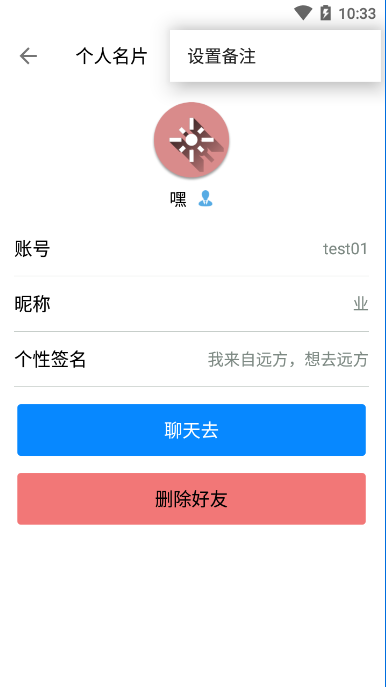 10:33
个人名片
设置备注
嘿
账号 test01
昵称 业
个性签名 我来自远方，想去远方
聊天去
删除好友